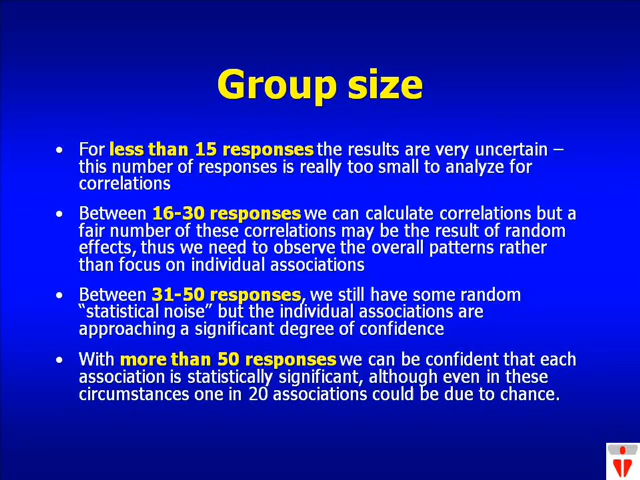 Group size
• For less than 15 responses the results are very uncertain –
this number of responses is really too small to analyze for
correlations
• Between 16-30 responses we can calculate correlations but a
fair number of these correlations may be the result of random
effects, thus we need to observe the overall patterns rather
than focus on individual associations
• Between 31-50 responses, we still have some random
“statistical noise” but the individual associations are
approaching a significant degree of confidence
• With more than 50 responses we can be confident that each
association is statistically significant, although even in these
circumstances one in 20 associations could be due to chance.